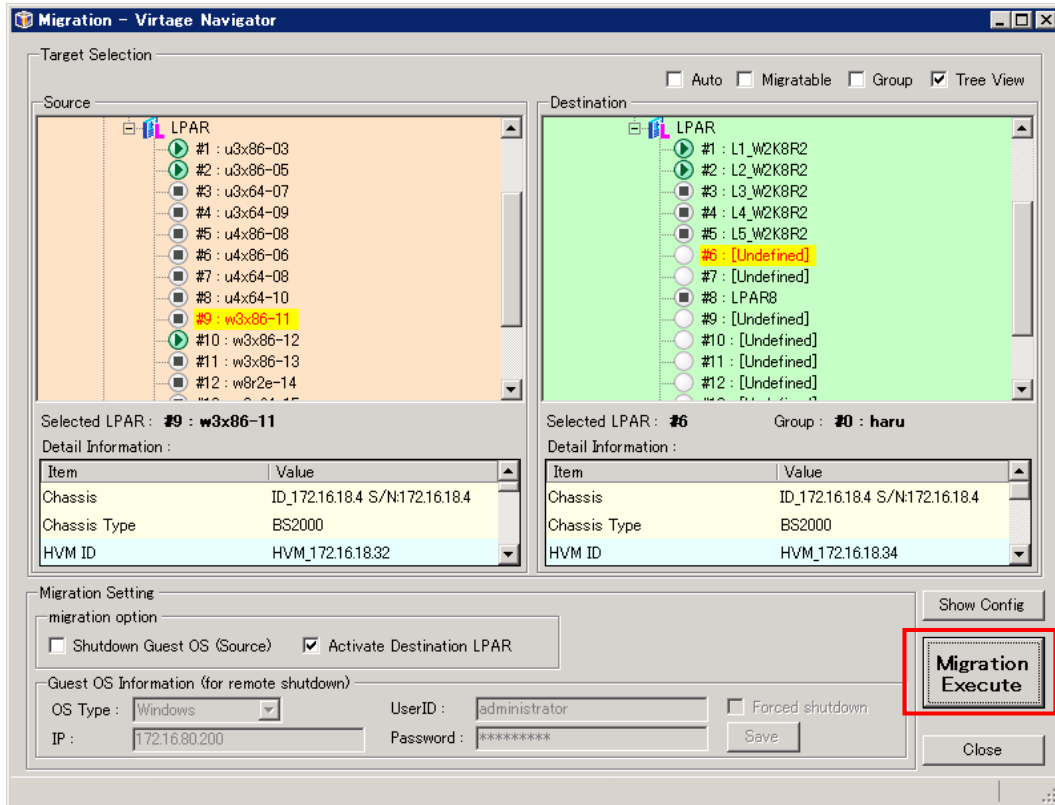 Migration - Virtage Navigator
Target Selection
Auto Migratable Group Tree View
Source
LPAR
#1 : u3x86-03
#2 : u3x86-05
#3 : u3x64-07
#4 : u3x64-09
#5 : u4x86-08
#6 : u4x86-06
#7 : u4x64-08
#8 : u4x64-10
#9 : w3x86-11
#10 : w3x86-12
#11 : w3x86-13
#12 : w8r2e-14
Selected LPAR : #9 : w3x86-11
Detail Information :
Item Value
Chassis ID_172.16.18.4 S/N:172.16.18.4
Chassis Type BS2000
HVM ID HVM_172.16.18.32
Destination
LPAR
#1 : L1_W2K8R2
#2 : L2_W2K8R2
#3 : L3_W2K8R2
#4 : L4_W2K8R2
#5 : L5_W2K8R2
#6 : [Undefined]
#7 : [Undefined]
#8 : LPAR8
#9 : [Undefined]
#10 : [Undefined]
#11 : [Undefined]
#12 : [Undefined]
Selected LPAR : #6 Group : #0 : haru
Detail Information :
Item Value
Chassis ID_172.16.18.4 S/N:172.16.18.4
Chassis Type BS2000
HVM ID HVM_172.16.18.34
Migration Setting
migration option
Shutdown Guest OS (Source) Activate Destination LPAR
Guest OS Information (for remote shutdown)
OS Type : Windows UserID : administrator Forced shutdown
IP : 172.16.80.200 Password : ********* Save
Show Config
Migration
Execute
Close